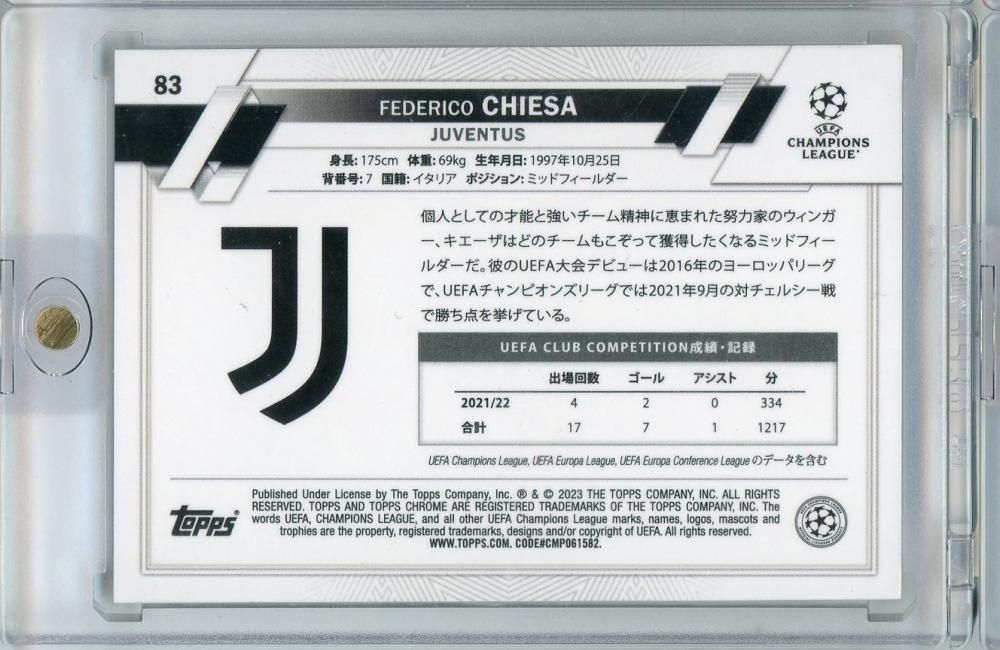 83
FEDERICO CHIESA
JUVENTUS
UEFA
CHAMPIONS
LEAGUE
身長: 175cm 体重: 69kg 生年月日: 1997年10月25日
背番号: 7 国籍: イタリア ポジション: ミッドフィールダー
個人としての才能と強いチーム精神に恵まれた努力家のウィンガ
ー、キエーザはどのチームもこぞって獲得したくなるミッドフィー
ルダーだ。彼のUEFA大会デビューは2016年のヨーロッパリーグ
で、UEFAチャンピオンズリーグでは2021年9月の対チェルシー戦
で勝ち点を挙げている。
UEFA CLUB COMPETITION成績・記録
出場回数 ゴール アシスト 分
2021/22 4 2 0 334
合計 17 7 1 1217
UEFA Champions League, UEFA Europa League, UEFA Europa Conference League のデータを含む
Topps®
Published Under License by The Topps Company, Inc. ® & © 2023 THE TOPPS COMPANY, INC. ALL RIGHTS
RESERVED. TOPPS AND TOPPS CHROME ARE REGISTERED TRADEMARKS OF THE TOPPS COMPANY, INC. The
words UEFA, CHAMPIONS LEAGUE, and all other UEFA Champions League marks, names, logos, mascots and
trophies are the property, registered trademarks, designs and/or copyright of UEFA. All rights reserved.
WWW.TOPPS.COM. CODE#CMP061582.